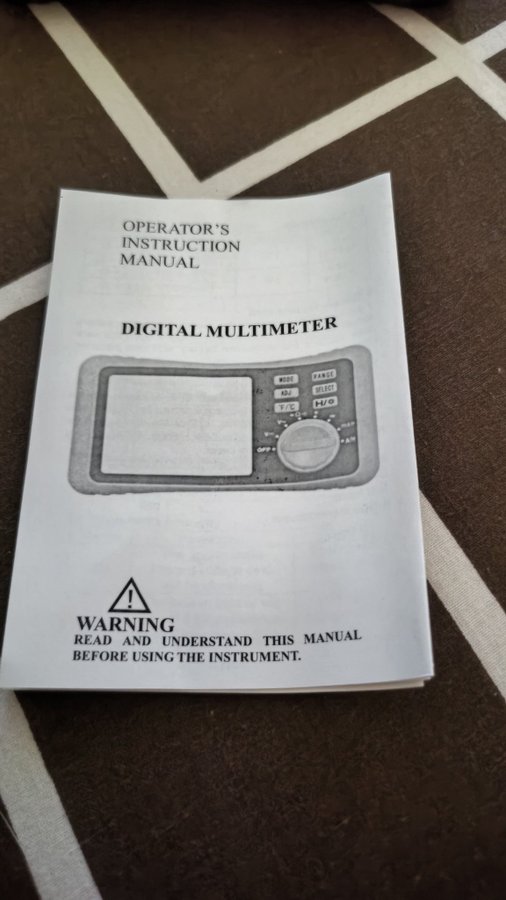 OPERATOR'S
INSTRUCTION
MANUAL
DIGITAL MULTIMETER
MODE RANGE
ADJ SELECT
°F/°C H/☼
OFF
WARNING
READ AND UNDERSTAND THIS MANUAL
BEFORE USING THE INSTRUMENT.